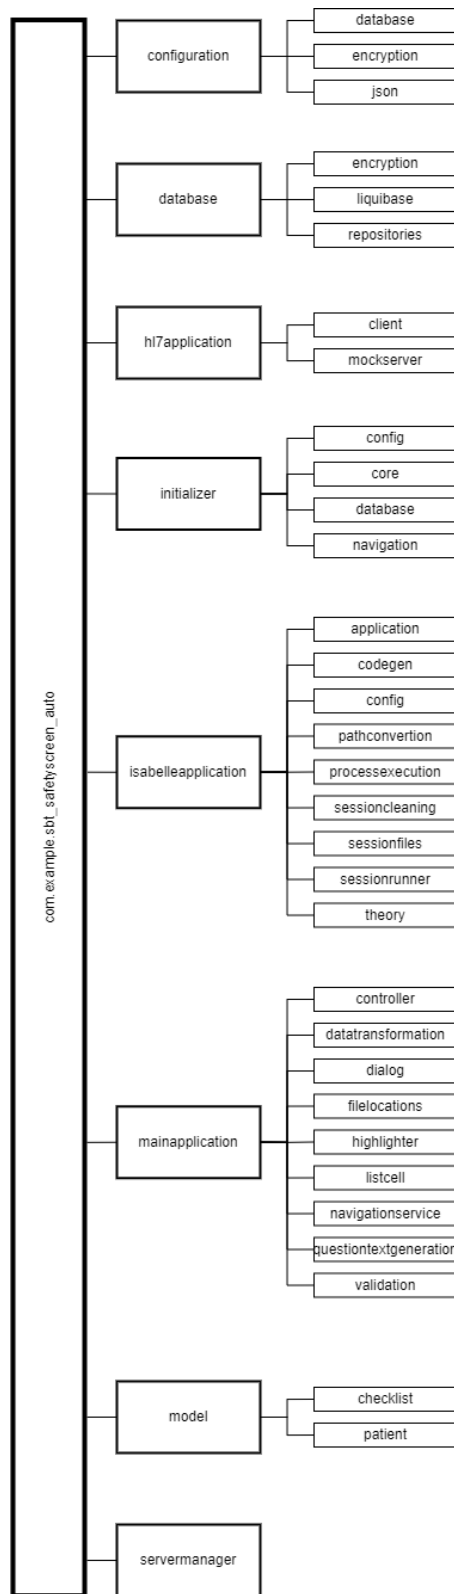 com.example.sbt_safetyscreen_auto
configuration
database
encryption
json
database
encryption
liquibase
repositories
hl7application
client
mockserver
initializer
config
core
database
navigation
isabelleapplication
application
codegen
config
pathconvertion
processexecution
sessioncleaning
sessionfiles
sessionrunner
theory
mainapplication
controller
datatransformation
dialog
filelocations
highlighter
listcell
navigationservice
questiontextgeneration
validation
model
checklist
patient
servermanager